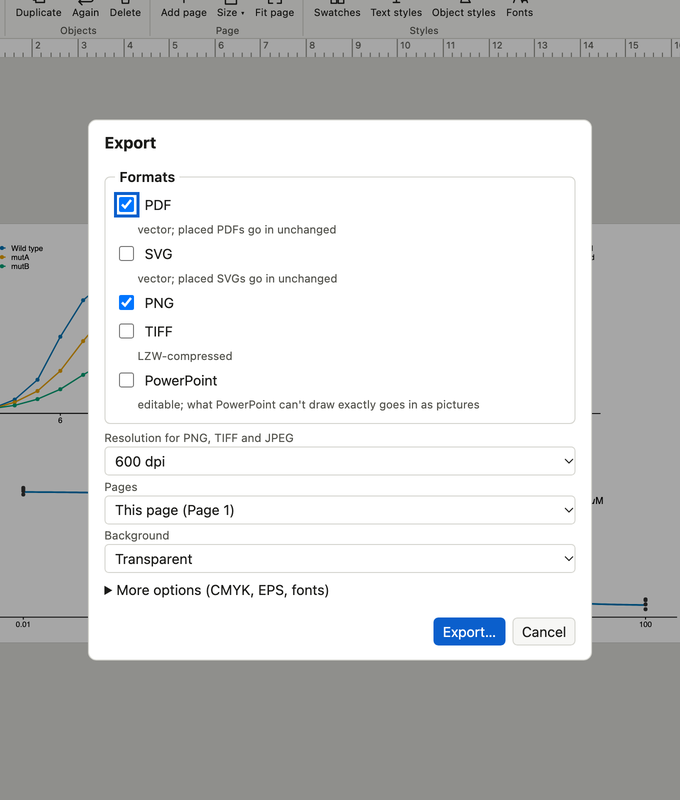 Duplicate Again Delete Add page Size Fit page Swatches Text styles Object styles Fonts
Objects Page Styles
2 3 4 5 6 7 8 9 10 11 12 13 14 15
Export
Formats
PDF
vector; placed PDFs go in unchanged
SVG
vector; placed SVGs go in unchanged
PNG
TIFF
LZW-compressed
PowerPoint
editable; what PowerPoint can't draw exactly goes in as pictures
Resolution for PNG, TIFF and JPEG
600 dpi
Pages
This page (Page 1)
Background
Transparent
More options (CMYK, EPS, fonts)
Export... Cancel
Wild type
mutA
mutB
6
0.01
100